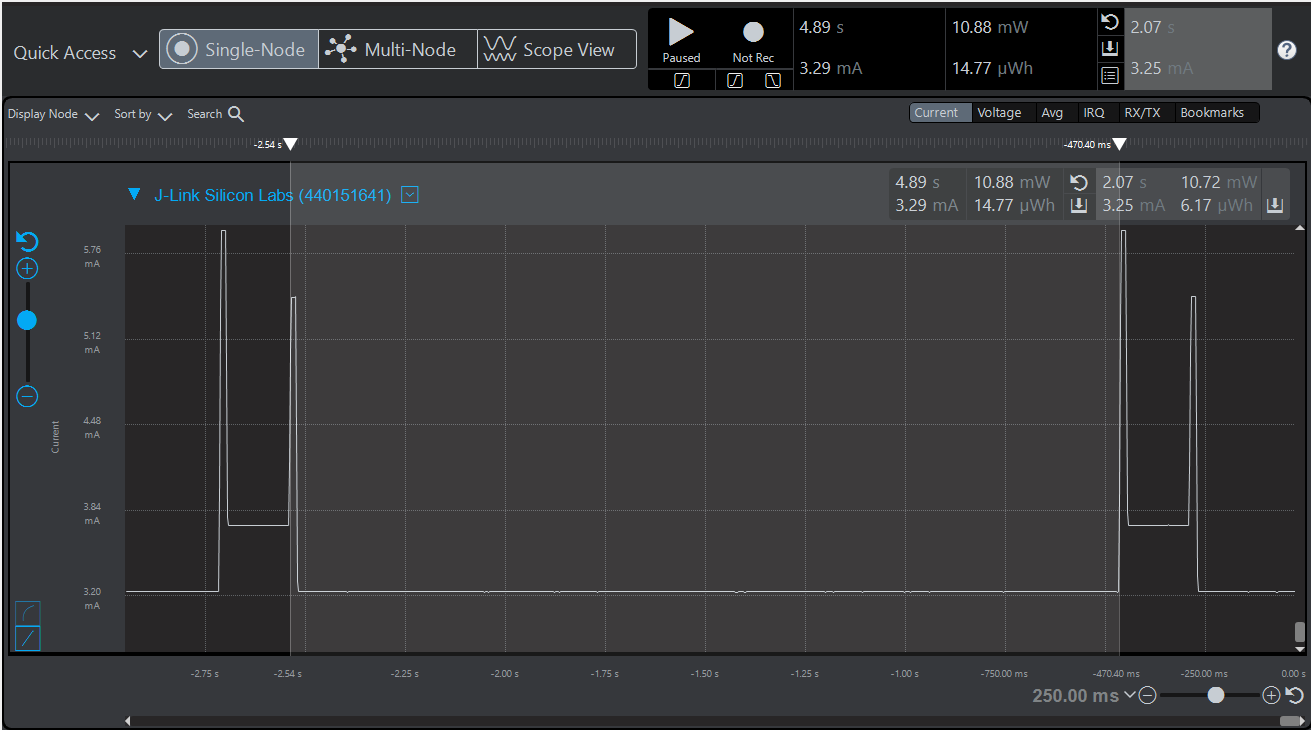 Quick Access
Single-Node
Multi-Node
Scope View
Paused
Not Rec
4.89 s
3.29 mA
10.88 mW
14.77 µWh
2.07 s
3.25 mA
?
Display Node
Sort by
Search
Current
Voltage
Avg
IRQ
RX/TX
Bookmarks
-2.54 s
-470.40 ms
J-Link Silicon Labs (440151641)
4.89 s
10.88 mW
2.07 s
10.72 mW
3.29 mA
14.77 µWh
3.25 mA
6.17 µWh
5.76
mA
5.12
mA
4.48
mA
Current
3.84
mA
3.20
mA
-2.75 s
-2.54 s
-2.25 s
-2.00 s
-1.75 s
-1.50 s
-1.25 s
-1.00 s
-750.00 ms
-470.40 ms
-250.00 ms
0.00 s
250.00 ms